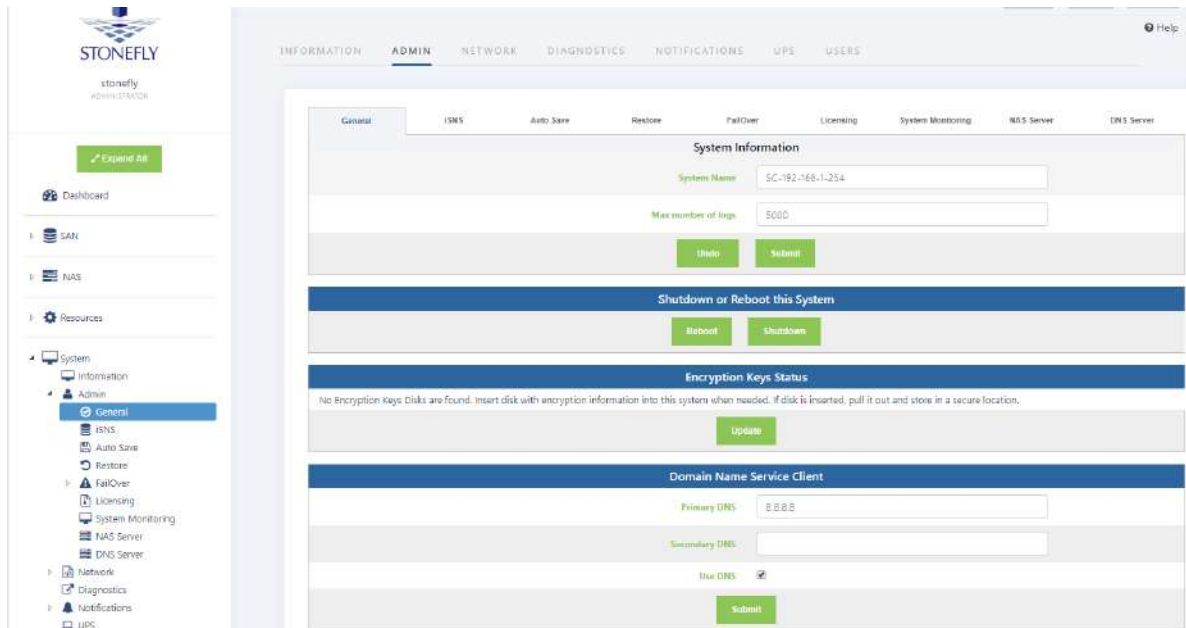 STONEFLY
stonefly
ADMINISTRATOR
Expand All
Dashboard
SAN
NAS
Resources
System
Information
Admin
General
iSNS
Auto Save
Restore
FailOver
Licensing
System Monitoring
NAS Server
DNS Server
Network
Diagnostics
Notifications
UPS
Help
INFORMATION ADMIN NETWORK DIAGNOSTICS NOTIFICATIONS UPS USERS
General iSNS Auto Save Restore FailOver Licensing System Monitoring NAS Server DNS Server
System Information
System Name SC-192-168-1-254
Max number of logs 5000
Undo Submit
Shutdown or Reboot this System
Reboot Shutdown
Encryption Keys Status
No Encryption Keys Disks are found. Insert disk with encryption information into this system when needed. If disk is inserted, pull it out and store in a secure location.
Update
Domain Name Service Client
Primary DNS 8.8.8.8
Secondary DNS
Use DNS
Submit